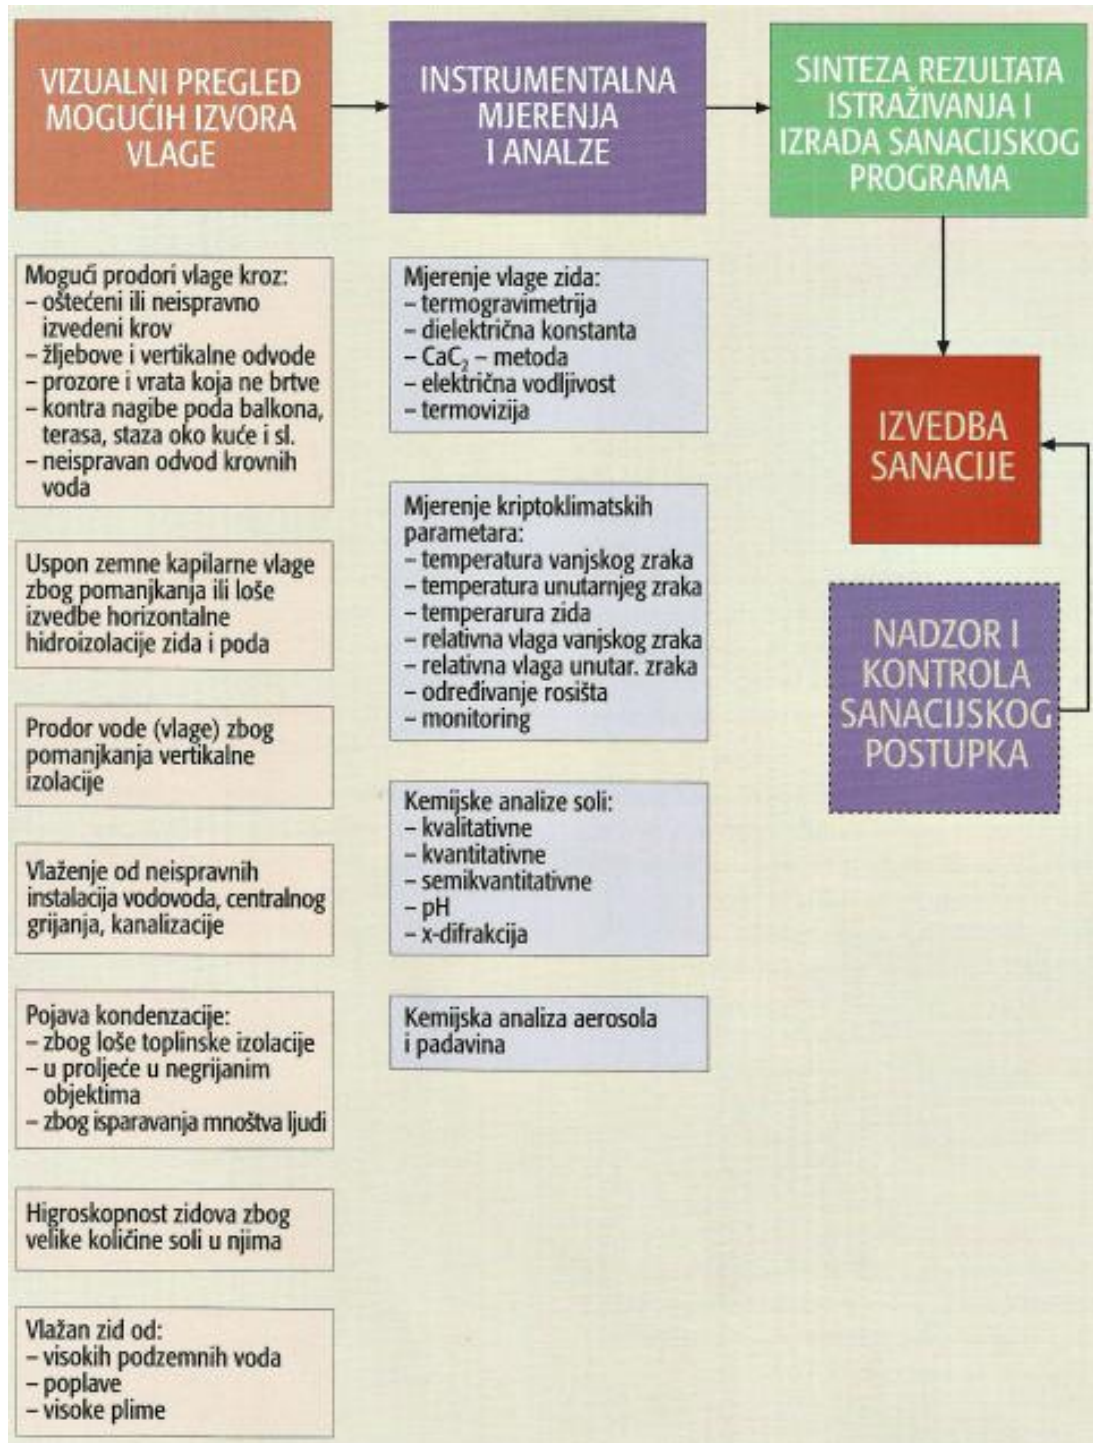 VIZUALNI PREGLED
MOGUĆIH IZVORA
VLAGE
Mogući prodori vlage kroz:
– oštećeni ili neispravno
izvedeni krov
– žljebove i vertikalne odvode
– prozore i vrata koja ne brtve
– kontra nagibe poda balkona,
terasa, staza oko kuće i sl.
– neispravan odvod krovnih
voda
Uspon zemne kapilarne vlage
zbog pomanjkanja ili loše
izvedbe horizontalne
hidroizolacije zida i poda
Prodor vode (vlage) zbog
pomanjkanja vertikalne
izolacije
Vlaženje od neispravnih
instalacija vodovoda, centralnog
grijanja, kanalizacije
Pojava kondenzacije:
– zbog loše toplinske izolacije
– u proljeće u negrijanim
objektima
– zbog isparavanja mnoštva ljudi
Higroskopnost zidova zbog
velike količine soli u njima
Vlažan zid od:
– visokih podzemnih voda
– poplave
– visoke plime
INSTRUMENTALNA
MJERENJA
I ANALZE
Mjerenje vlage zida:
– termogravimetrija
– dielektrična konstanta
– CaC₂ – metoda
– električna vodljivost
– termovizija
Mjerenje kriptoklimatskih
parametara:
– temperatura vanjskog zraka
– temperatura unutarnjeg zraka
– temperarura zida
– relativna vlaga vanjskog zraka
– relativna vlaga unutar. zraka
– određivanje rosišta
– monitoring
Kemijske analize soli:
– kvalitativne
– kvantitativne
– semikvantitativne
– pH
– x-difrakcija
Kemijska analiza aerosola
i padavina
SINTEZA REZULTATA
ISTRAŽIVANJA I
IZRADA SANACIJSKOG
PROGRAMA
IZVEDBA
SANACIJE
NADZOR I
KONTROLA
SANACIJSKOG
POSTUPKA